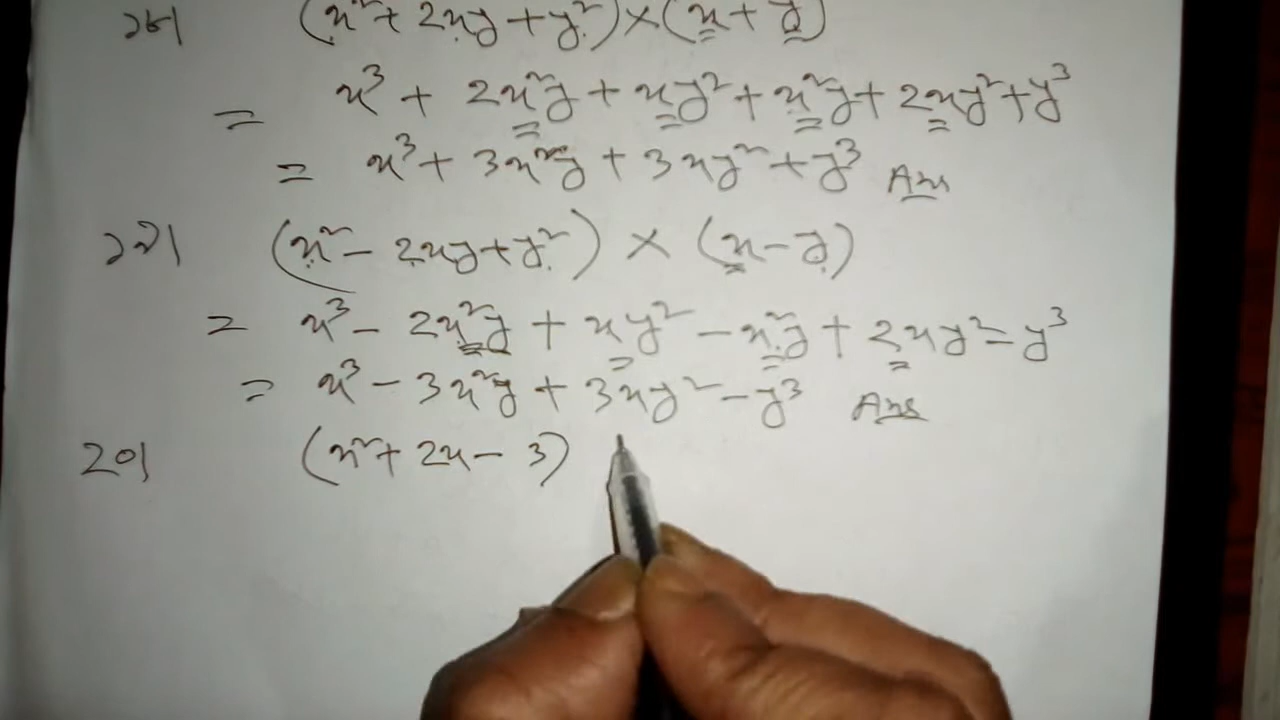 ১৮। (x² + 2xy + y²) × (x + y)
= x³ + 2x²y + xy² + x²y + 2xy² + y³
= x³ + 3x²y + 3xy² + y³ Ans
১৯। (x² - 2xy + y²) × (x - y)
= x³ - 2x²y + xy² - x²y + 2xy² - y³
= x³ - 3x²y + 3xy² - y³ Ans
২০। (x² + 2x - 3)